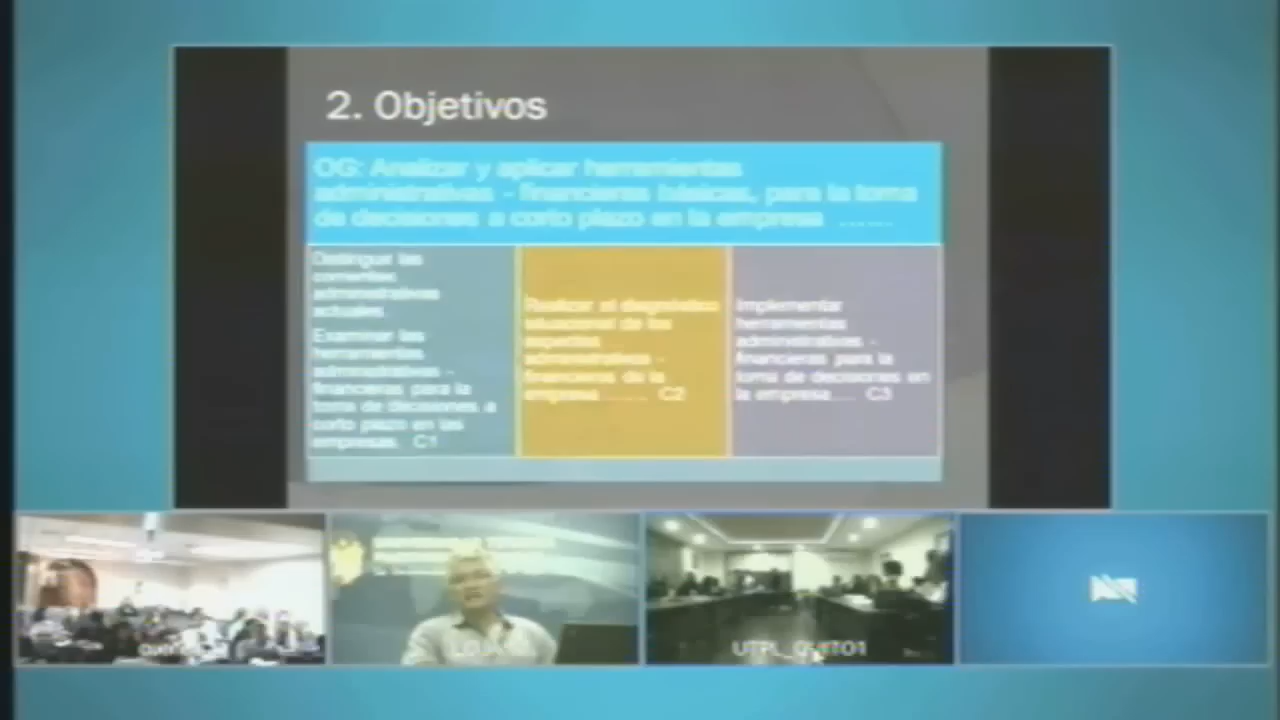 2. Objetivos
OG: Analizar y aplicar herramientas
administrativas - financieras básicas, para la toma
de decisiones a corto plazo en la empresa ......
Distinguir las
corrientes
administrativas
actuales
Examinar las
herramientas
administrativas -
financieras para la
toma de decisiones a
corto plazo en las
empresas. C1
Realizar el diagnóstico
situacional de los
aspectos
administrativos -
financieros de la
empresa ...... C2
Implementar
herramientas
administrativas -
financieras para la
toma de decisiones en
la empresa.... C3
LOJA
UTPL_QUITO1